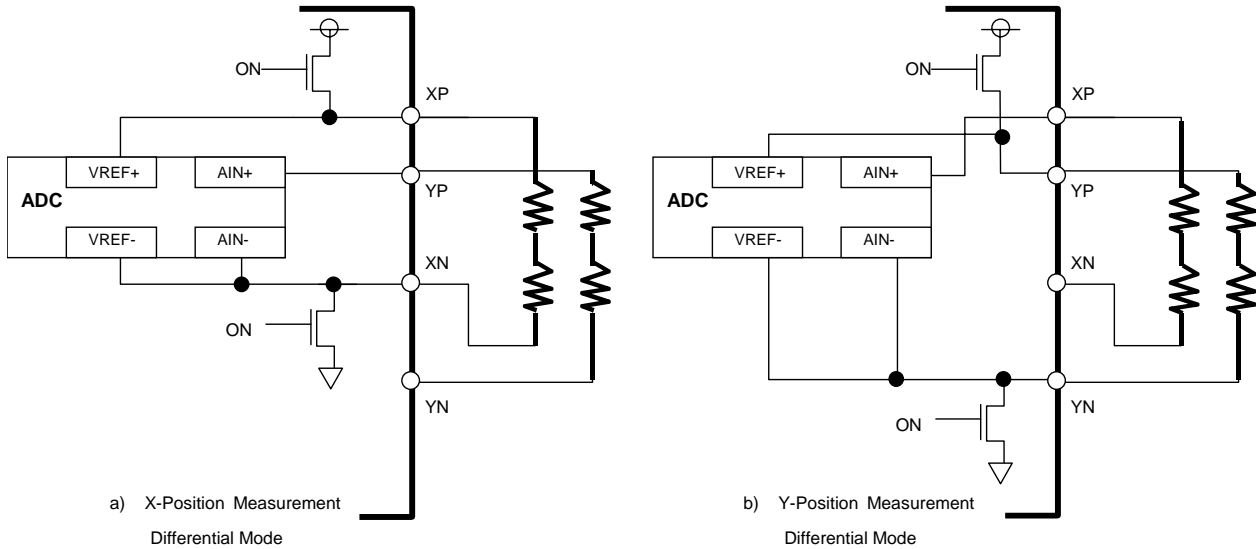 ON
XP
VREF+
AIN+
YP
ADC
VREF-
AIN-
XN
ON
YN
a) X-Position Measurement
Differential Mode
ON
XP
VREF+
AIN+
YP
ADC
VREF-
AIN-
XN
YN
ON
b) Y-Position Measurement
Differential Mode